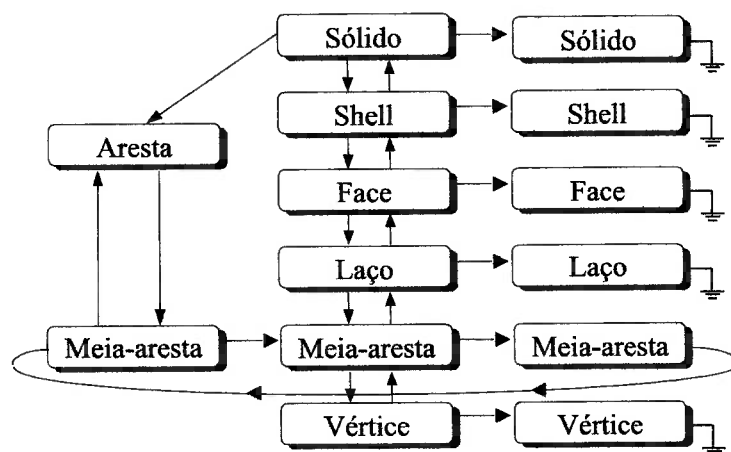 Sólido Sólido
Shell Shell
Aresta
Face Face
Laço Laço
Meia-aresta Meia-aresta Meia-aresta
Vértice Vértice